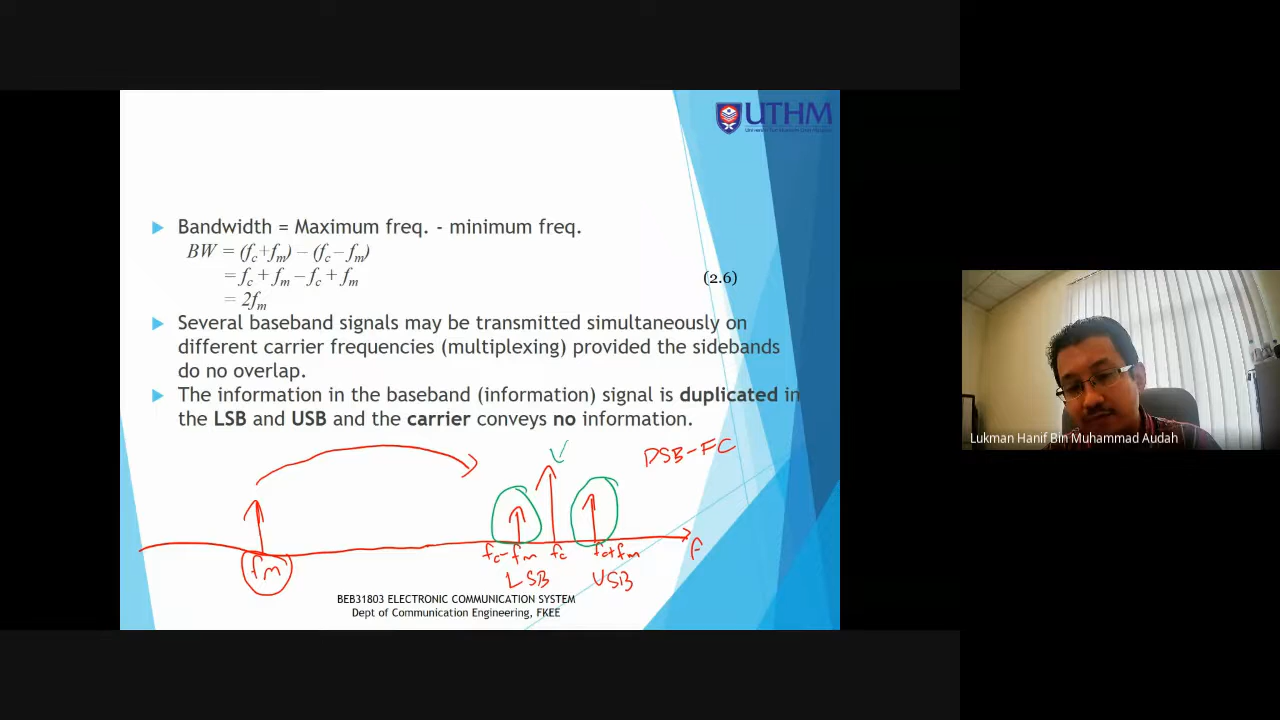 UTHM
Bandwidth = Maximum freq. - minimum freq.
BW = (fc+fm) – (fc – fm)
= fc + fm – fc + fm
(2.6)
= 2fm
Several baseband signals may be transmitted simultaneously on
different carrier frequencies (multiplexing) provided the sidebands
do no overlap.
The information in the baseband (information) signal is duplicated in
the LSB and USB and the carrier conveys no information.
DSB-FC
fm
fc-fm
fc
fc+fm
f
LSB
USB
BEB31803 ELECTRONIC COMMUNICATION SYSTEM
Dept of Communication Engineering, FKEE
Lukman Hanif Bin Muhammad Audah